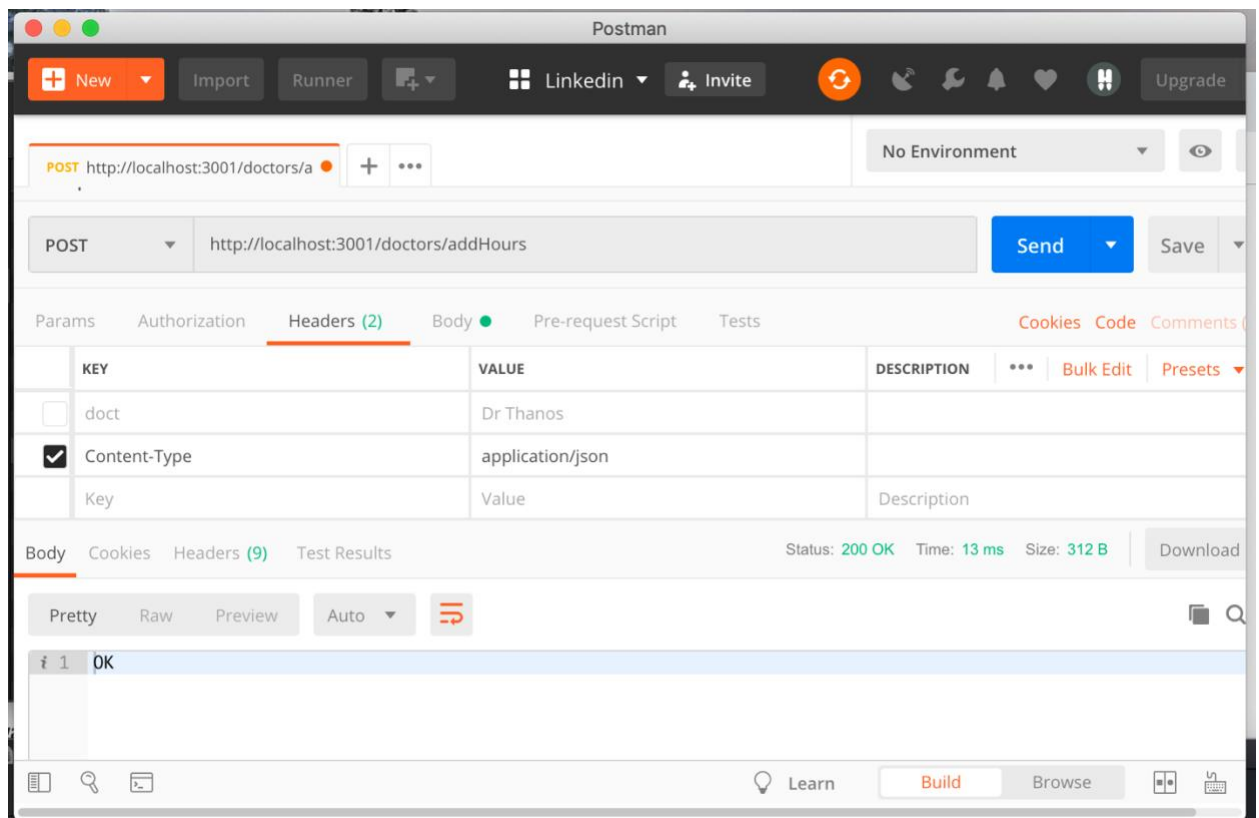 Postman
New Import Runner Linkedin Invite Upgrade
POST http://localhost:3001/doctors/a No Environment
POST http://localhost:3001/doctors/addHours Send Save
Params Authorization Headers (2) Body Pre-request Script Tests Cookies Code Comments (
KEY VALUE DESCRIPTION Bulk Edit Presets
doct Dr Thanos
Content-Type application/json
Key Value Description
Body Cookies Headers (9) Test Results Status: 200 OK Time: 13 ms Size: 312 B Download
Pretty Raw Preview Auto
i 1 OK
Learn Build Browse